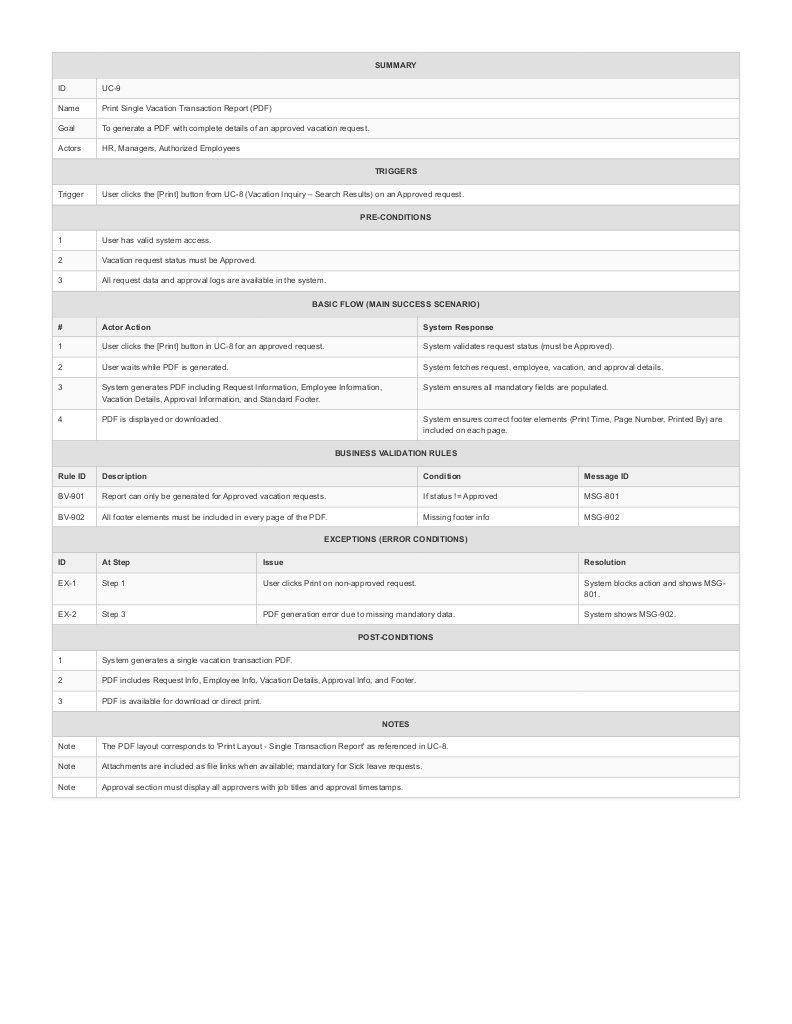 SUMMARY
ID UC-9
Name Print Single Vacation Transaction Report (PDF)
Goal To generate a PDF with complete details of an approved vacation request.
Actors HR, Managers, Authorized Employees
TRIGGERS
Trigger User clicks the [Print] button from UC-8 (Vacation Inquiry – Search Results) on an Approved request.
PRE-CONDITIONS
1 User has valid system access.
2 Vacation request status must be Approved.
3 All request data and approval logs are available in the system.
BASIC FLOW (MAIN SUCCESS SCENARIO)
# Actor Action System Response
1 User clicks the [Print] button in UC-8 for an approved request. System validates request status (must be Approved).
2 User waits while PDF is generated. System fetches request, employee, vacation, and approval details.
3 System generates PDF including Request Information, Employee Information, System ensures all mandatory fields are populated.
Vacation Details, Approval Information, and Standard Footer.
4 PDF is displayed or downloaded. System ensures correct footer elements (Print Time, Page Number, Printed By) are
included on each page.
BUSINESS VALIDATION RULES
Rule ID Description Condition Message ID
BV-901 Report can only be generated for Approved vacation requests. If status != Approved MSG-801
BV-902 All footer elements must be included in every page of the PDF. Missing footer info MSG-902
EXCEPTIONS (ERROR CONDITIONS)
ID At Step Issue Resolution
EX-1 Step 1 User clicks Print on non-approved request. System blocks action and shows MSG-
801.
EX-2 Step 3 PDF generation error due to missing mandatory data. System shows MSG-902.
POST-CONDITIONS
1 System generates a single vacation transaction PDF.
2 PDF includes Request Info, Employee Info, Vacation Details, Approval Info, and Footer.
3 PDF is available for download or direct print.
NOTES
Note The PDF layout corresponds to 'Print Layout - Single Transaction Report' as referenced in UC-8.
Note Attachments are included as file links when available; mandatory for Sick leave requests.
Note Approval section must display all approvers with job titles and approval timestamps.